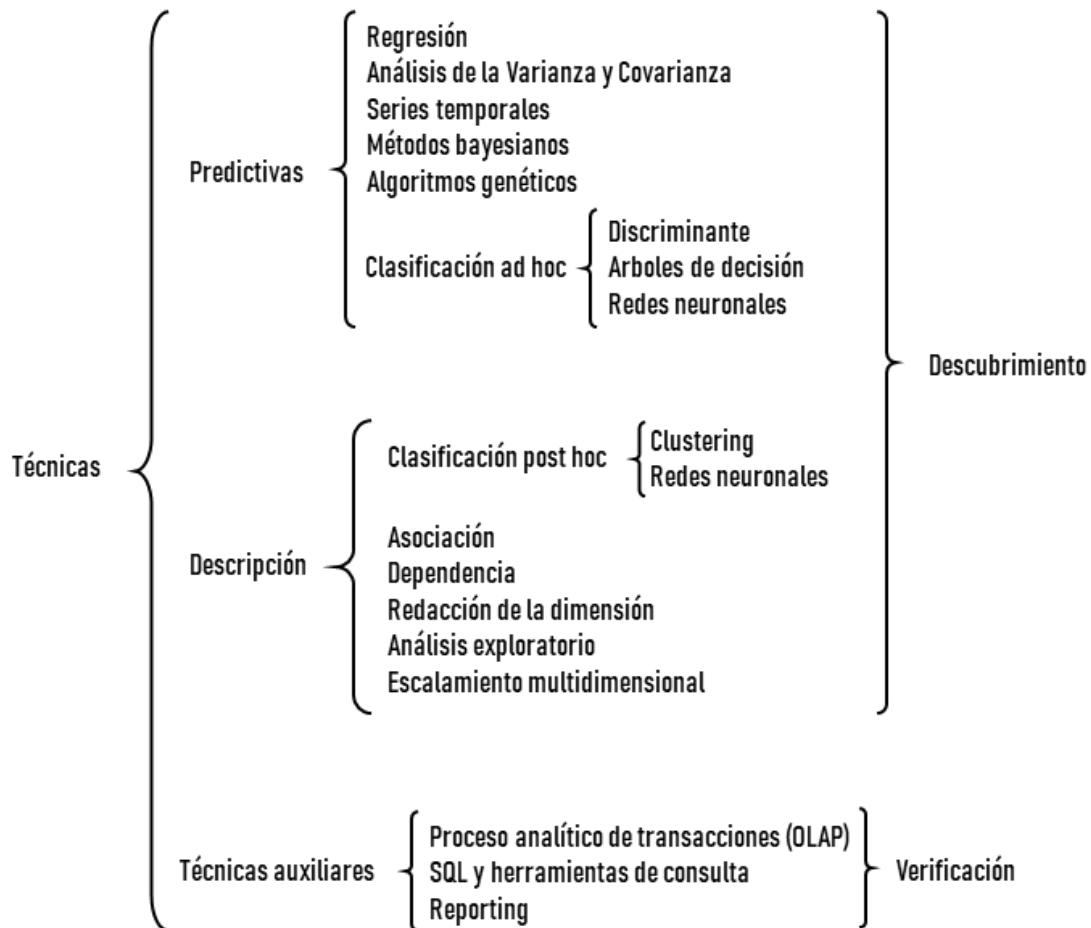 Técnicas
Predictivas
Regresión
Análisis de la Varianza y Covarianza
Series temporales
Métodos bayesianos
Algoritmos genéticos
Clasificación ad hoc
Discriminante
Arboles de decisión
Redes neuronales
Descripción
Clasificación post hoc
Clustering
Redes neuronales
Asociación
Dependencia
Redacción de la dimensión
Análisis exploratorio
Escalamiento multidimensional
Descubrimiento
Técnicas auxiliares
Proceso analítico de transacciones (OLAP)
SQL y herramientas de consulta
Reporting
Verificación